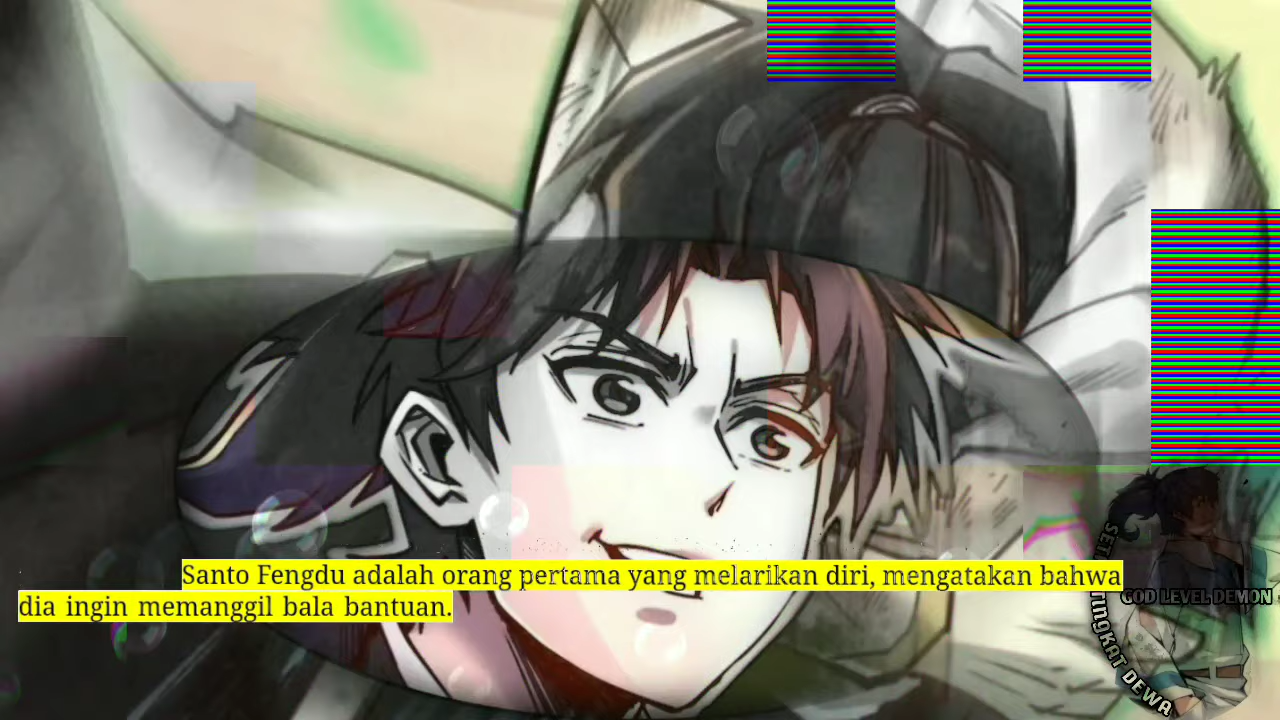 Santo Fengdu adalah orang pertama yang melarikan diri, mengatakan bahwa
dia ingin memanggil bala bantuan.
GOD LEVEL DEMON
SETINGKAT DEWA